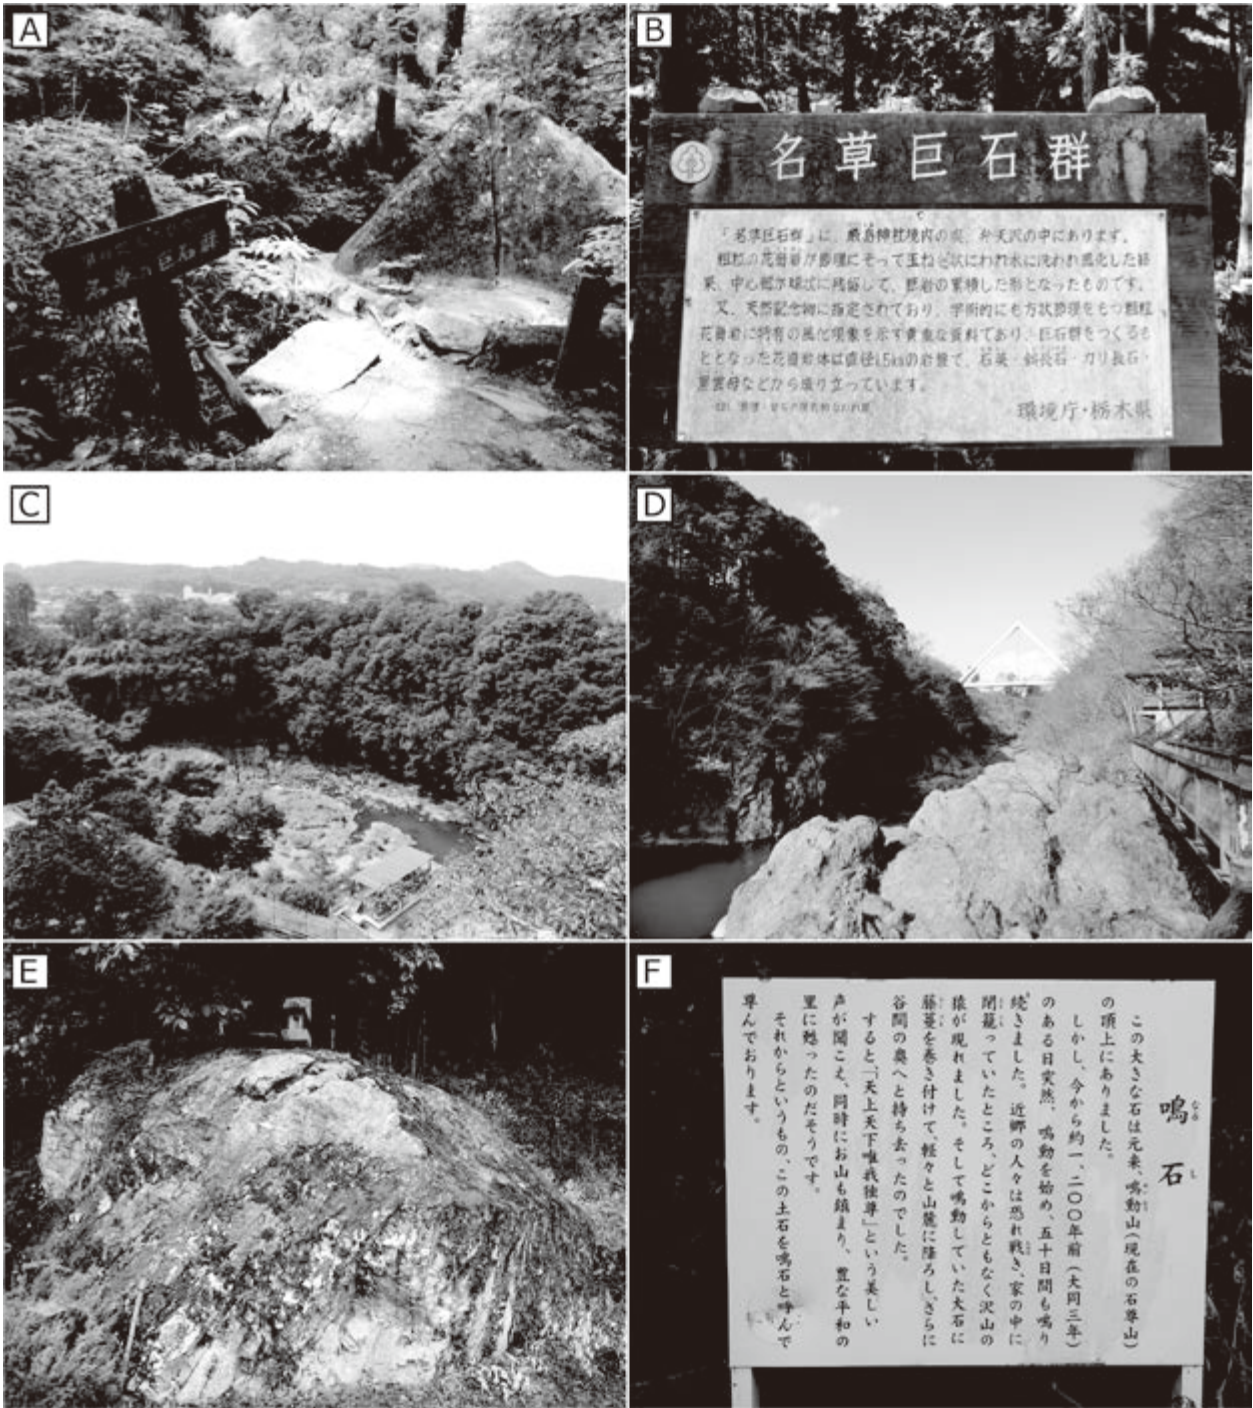 A
の巨石群
B
名草巨石群
「名草巨石群」は、厳島神社境内の奥、弁天沢の中にあります。
粗粒の花崗岩が節理にそって玉ねぎ状にわれ水に洗われ風化した結
果、中心部が球状に残留して、巨岩の累積した形となったものです。
又、天然記念物に指定されており、学術的にも方状節理をもつ粗粒
花崗岩に特有の風化現象を示す貴重な資料であり、巨石群をつくるも
ととなった花崗岩体は直径1.5kmの岩盤で、石英・斜長石・カリ長石・
黒雲母などから成り立っています。
環境庁・栃木県
C
D
E
F
鳴石
なるし
この大きな石は元来、鳴動山(現在の石尊山)
の頂上にありました。
しかし、今から約一、二〇〇年前(大同三年)
のある日突然、鳴動を始め、五十日間も鳴り
続きました。近郷の人々は恐れ戦き、家の中に
閉籠っていたところ、どこからともなく沢山の
猿が現れました。そして鳴動していた大石に
藤蔓を巻き付けて、軽々と山麓に降ろし、さらに
谷間の奥へと持ち去ったのでした。
すると、「天上天下唯我独尊」という美しい
声が聞こえ、同時にお山も鎮まり、豊な平和の
里に甦ったのだそうです。
それからというもの、この土石を鳴石と呼んで
尊んでおります。